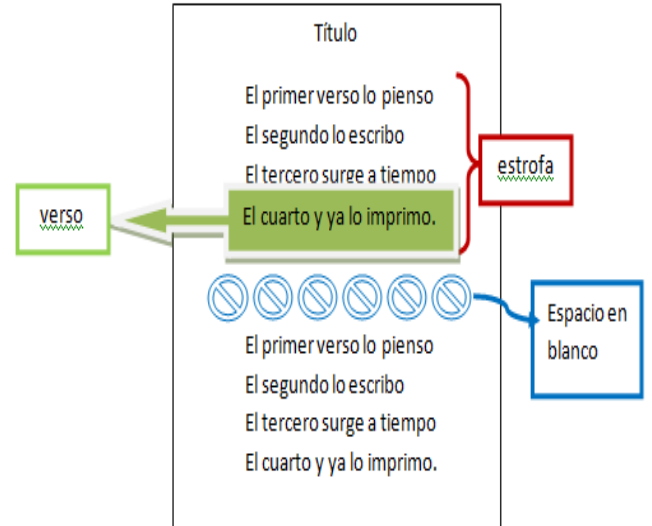 Título
El primer verso lo pienso
El segundo lo escribo
El tercero surge a tiempo
estrofa
verso
El cuarto y ya lo imprimo.
Espacio en
blanco
El primer verso lo pienso
El segundo lo escribo
El tercero surge a tiempo
El cuarto y ya lo imprimo.